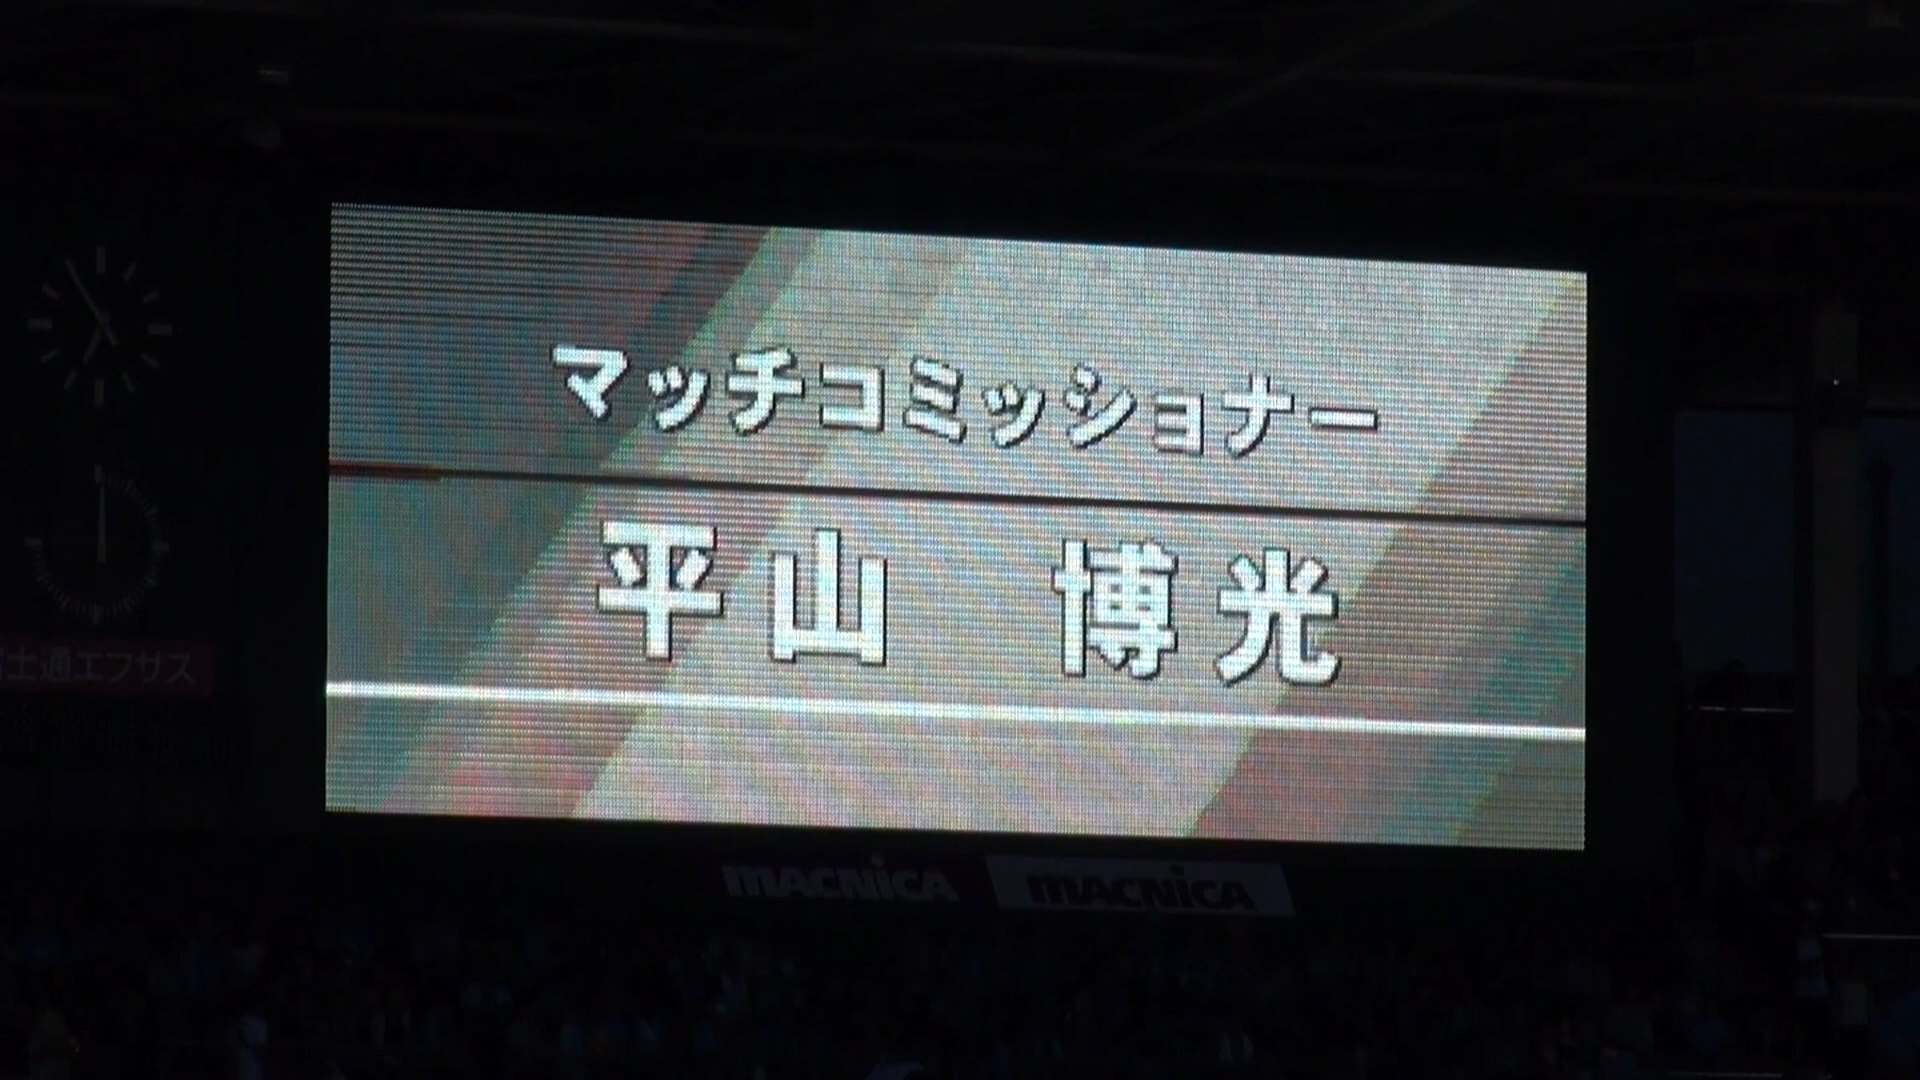 マッチコミッショナー
平山 博光
士通エフサス
macnica macnica